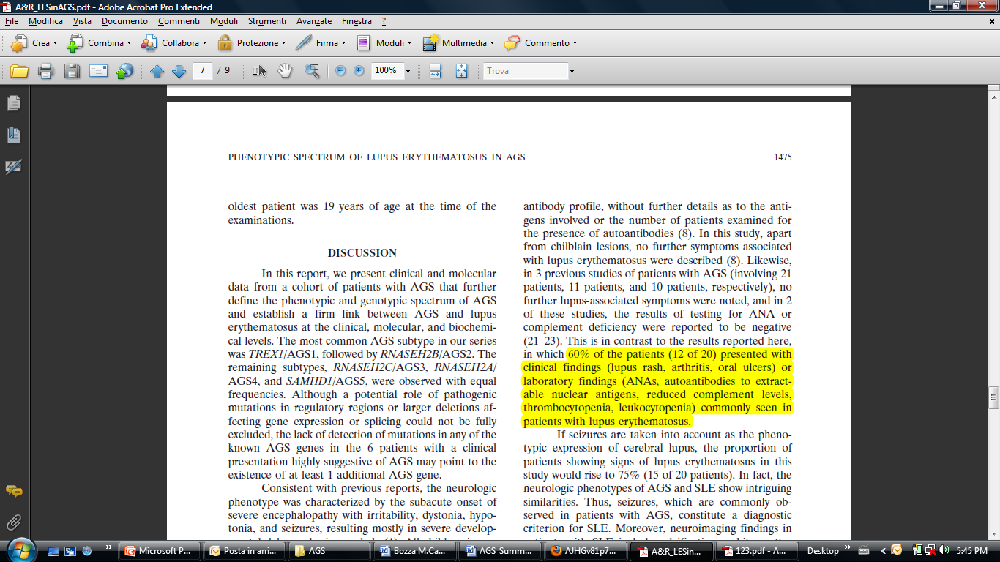 A&R_LESinAGS.pdf - Adobe Acrobat Pro Extended
File Modifica Vista Documento Commenti Moduli Strumenti Avanzate Finestra ?
Crea Combina Collabora Protezione Firma Moduli Multimedia Commento
7 / 9 100% Trova
PHENOTYPIC SPECTRUM OF LUPUS ERYTHEMATOSUS IN AGS 1475
oldest patient was 19 years of age at the time of the
examinations.
DISCUSSION
In this report, we present clinical and molecular
data from a cohort of patients with AGS that further
define the phenotypic and genotypic spectrum of AGS
and establish a firm link between AGS and lupus
erythematosus at the clinical, molecular, and biochemi-
cal levels. The most common AGS subtype in our series
was TREX1/AGS1, followed by RNASEH2B/AGS2. The
remaining subtypes, RNASEH2C/AGS3, RNASEH2A/
AGS4, and SAMHD1/AGS5, were observed with equal
frequencies. Although a potential role of pathogenic
mutations in regulatory regions or larger deletions af-
fecting gene expression or splicing could not be fully
excluded, the lack of detection of mutations in any of the
known AGS genes in the 6 patients with a clinical
presentation highly suggestive of AGS may point to the
existence of at least 1 additional AGS gene.
Consistent with previous reports, the neurologic
phenotype was characterized by the subacute onset of
severe encephalopathy with irritability, dystonia, hypo-
tonia, and seizures, resulting mostly in severe develop-
antibody profile, without further details as to the anti-
gens involved or the number of patients examined for
the presence of autoantibodies (8). In this study, apart
from chilblain lesions, no further symptoms associated
with lupus erythematosus were described (8). Likewise,
in 3 previous studies of patients with AGS (involving 21
patients, 11 patients, and 10 patients, respectively), no
further lupus-associated symptoms were noted, and in 2
of these studies, the results of testing for ANA or
complement deficiency were reported to be negative
(21–23). This is in contrast to the results reported here,
in which 60% of the patients (12 of 20) presented with
clinical findings (lupus rash, arthritis, oral ulcers) or
laboratory findings (ANAs, autoantibodies to extract-
able nuclear antigens, reduced complement levels,
thrombocytopenia, leukocytopenia) commonly seen in
patients with lupus erythematosus.
If seizures are taken into account as the pheno-
typic expression of cerebral lupus, the proportion of
patients showing signs of lupus erythematosus in this
study would rise to 75% (15 of 20 patients). In fact, the
neurologic phenotypes of AGS and SLE show intriguing
similarities. Thus, seizures, which are commonly ob-
served in patients with AGS, constitute a diagnostic
criterion for SLE. Moreover, neuroimaging findings in
Microsoft P... Posta in arri... AGS Bozza M.Ca... AGS_Summ... AJHGv81p7... A&R_LESin... 123.pdf - A... Desktop 5:45 PM